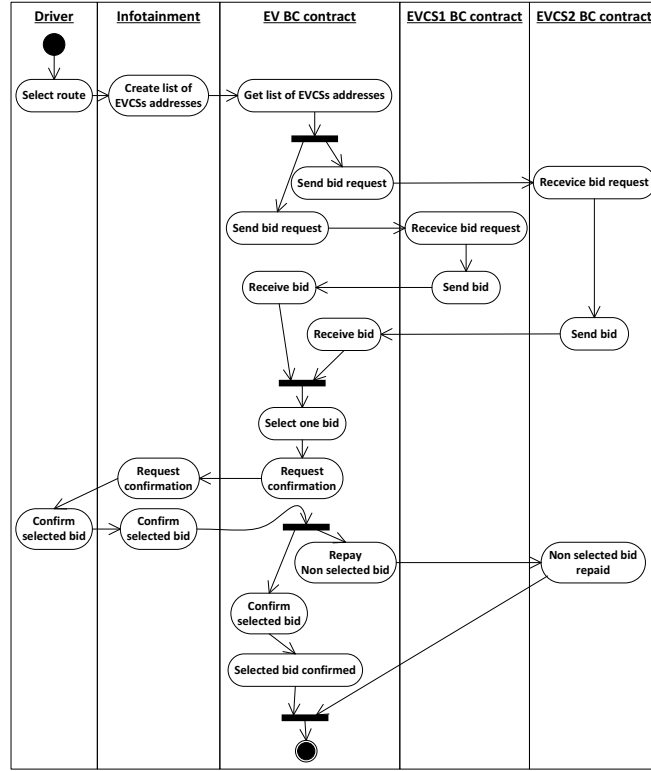 Driver
Infotainment
EV BC contract
EVCS1 BC contract
EVCS2 BC contract
Select route
Create list of
EVCSs addresses
Get list of EVCSs addresses
Send bid request
Recevice bid request
Send bid request
Recevice bid request
Receive bid
Send bid
Receive bid
Send bid
Select one bid
Request
confirmation
Request
confirmation
Confirm
selected bid
Confirm
selected bid
Repay
Non selected bid
Non selected bid
repaid
Confirm
selected bid
Selected bid confirmed